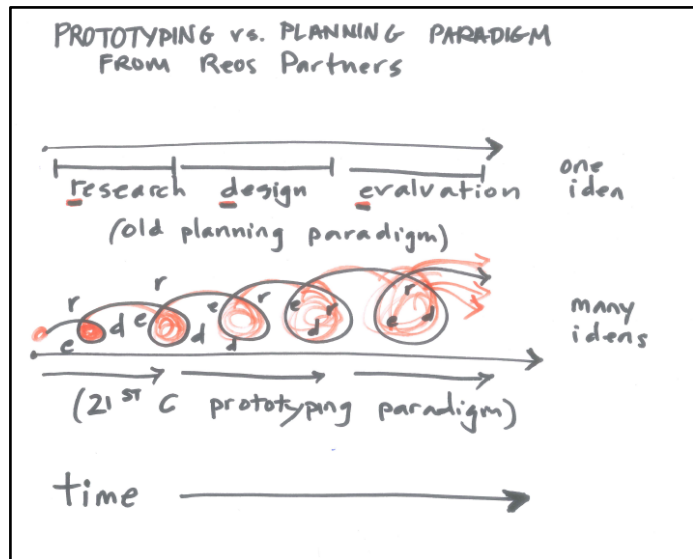 PROTOTYPING vs. PLANNING PARADIGM
FROM Reos Partners
research design evaluation
one
idea
(old planning paradigm)
r r e r e r r
e d e d d d e d
many
ideas
(21ST C prototyping paradigm)
time